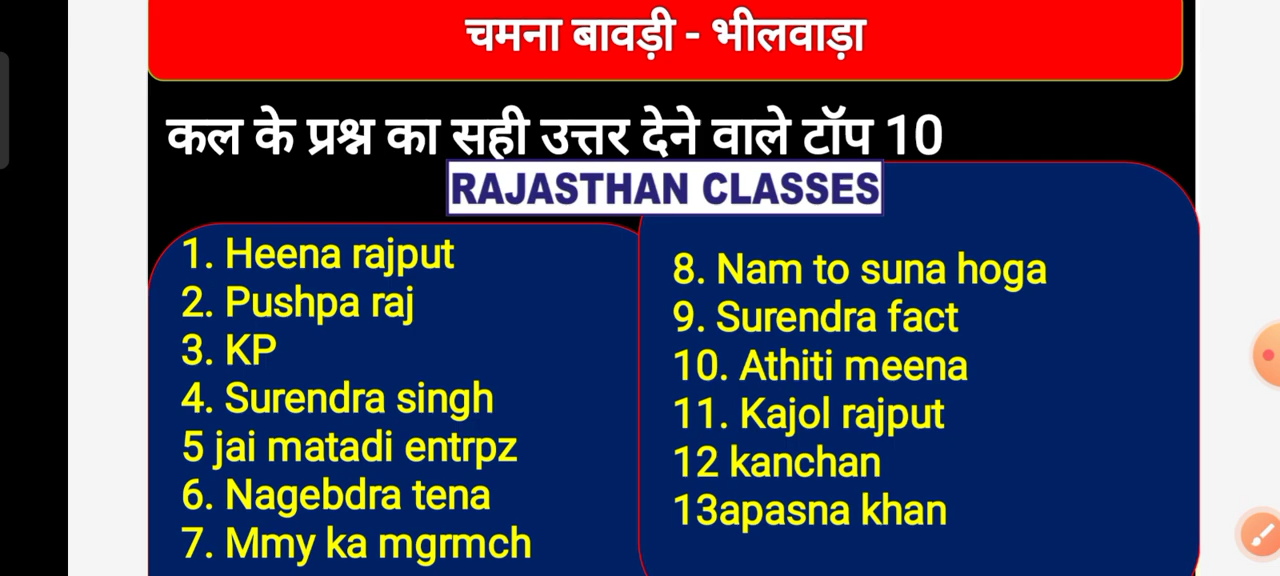 चमना बावड़ी - भीलवाड़ा
कल के प्रश्न का सही उत्तर देने वाले टॉप 10
RAJASTHAN CLASSES
1. Heena rajput
2. Pushpa raj
3. KP
4. Surendra singh
5 jai matadi entrpz
6. Nagebdra tena
7. Mmy ka mgrmch
8. Nam to suna hoga
9. Surendra fact
10. Athiti meena
11. Kajol rajput
12 kanchan
13apasna khan